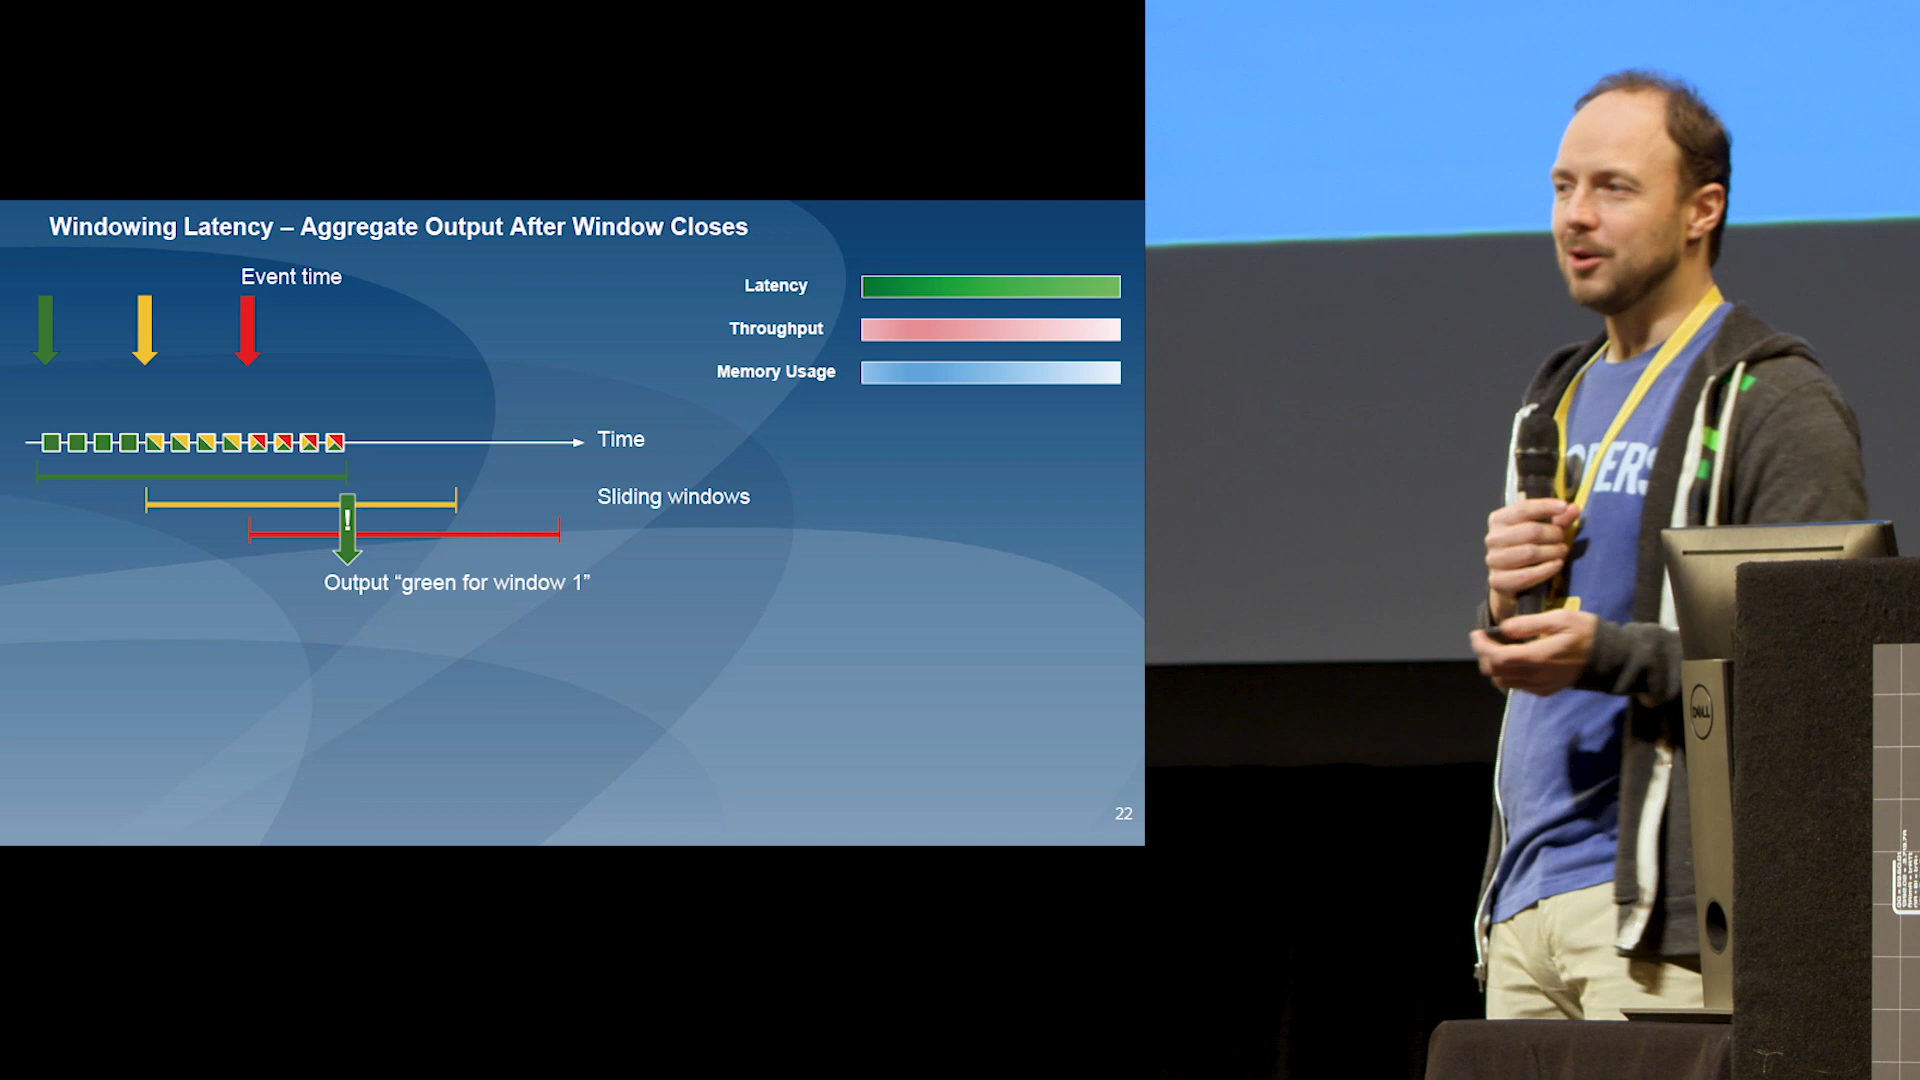 Windowing Latency – Aggregate Output After Window Closes
Event time
Latency
Throughput
Memory Usage
Time
Sliding windows
!
Output “green for window 1”
22
DELL